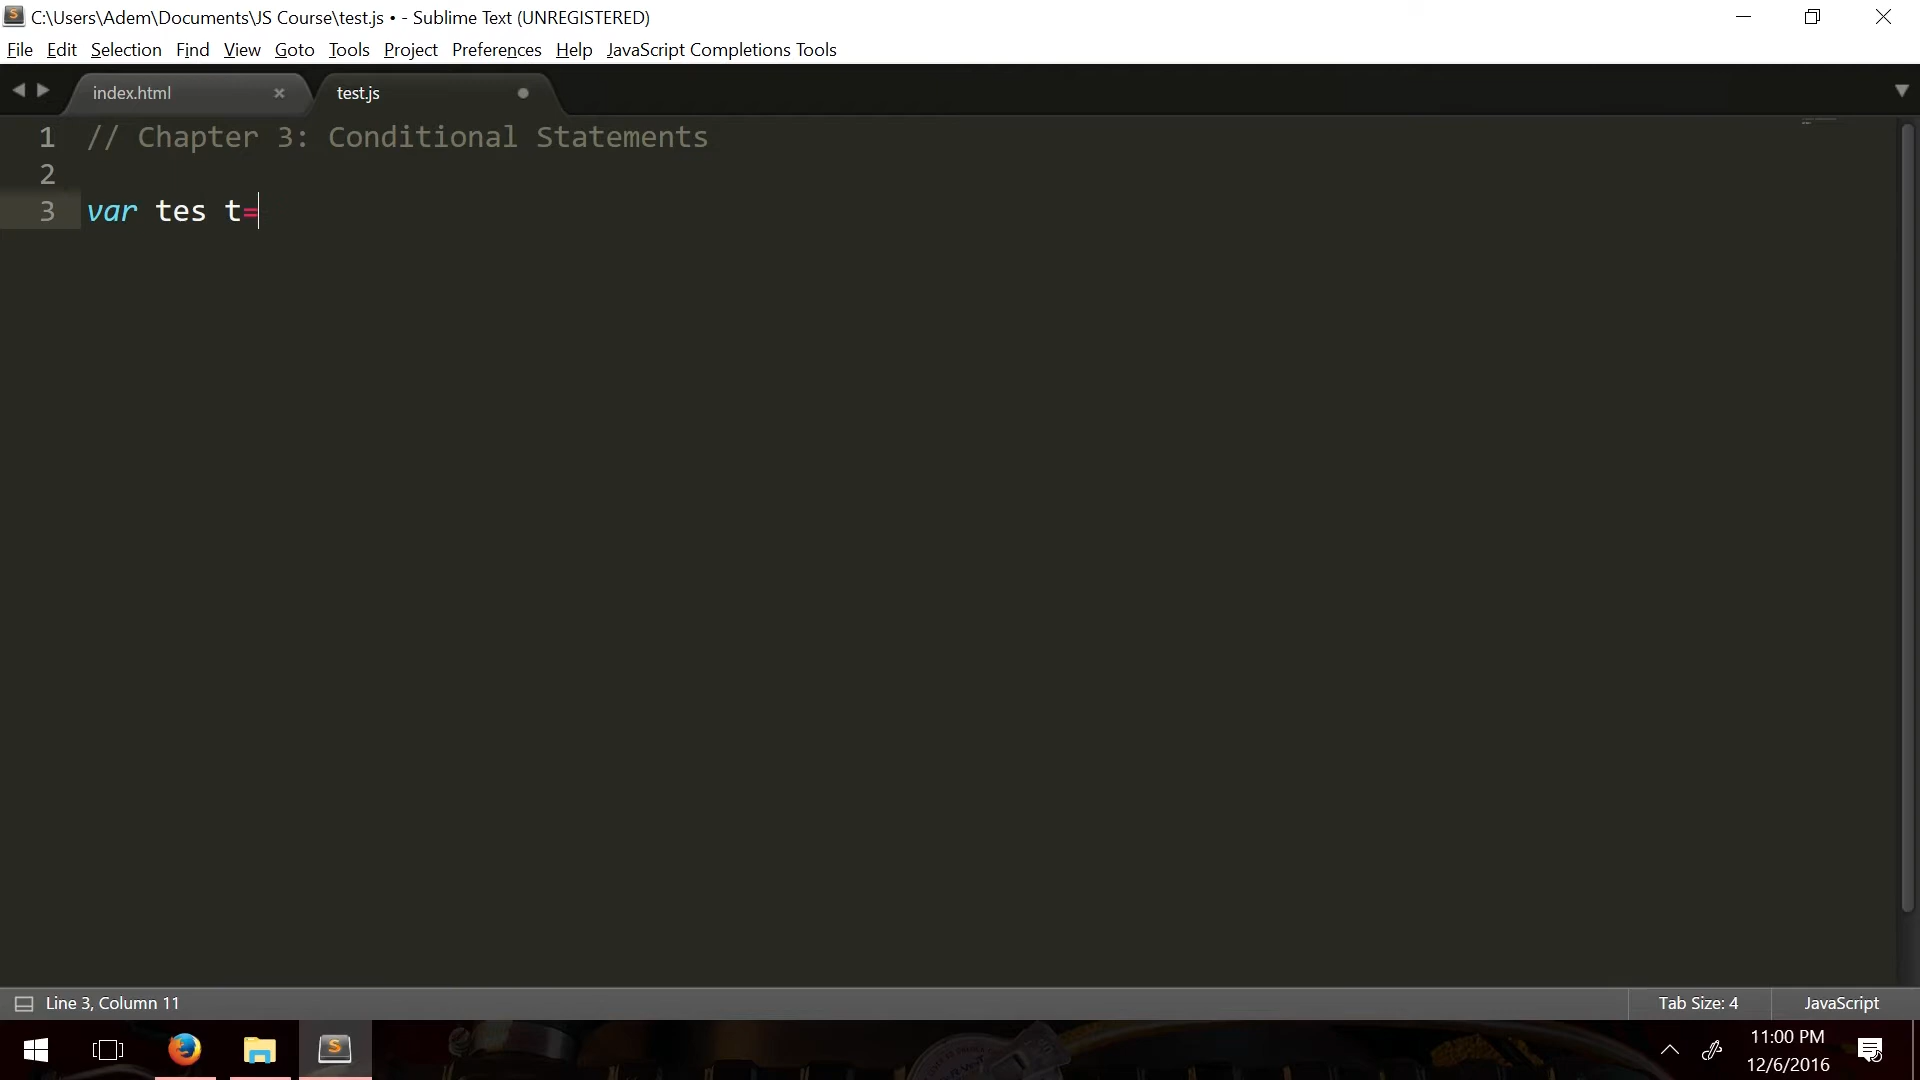 C:\Users\Adem\Documents\JS Course\test.js • - Sublime Text (UNREGISTERED)
File Edit Selection Find View Goto Tools Project Preferences Help JavaScript Completions Tools
index.html test.js
1 // Chapter 3: Conditional Statements
2
3 var tes t=
Line 3, Column 11 Tab Size: 4 JavaScript
11:00 PM
12/6/2016